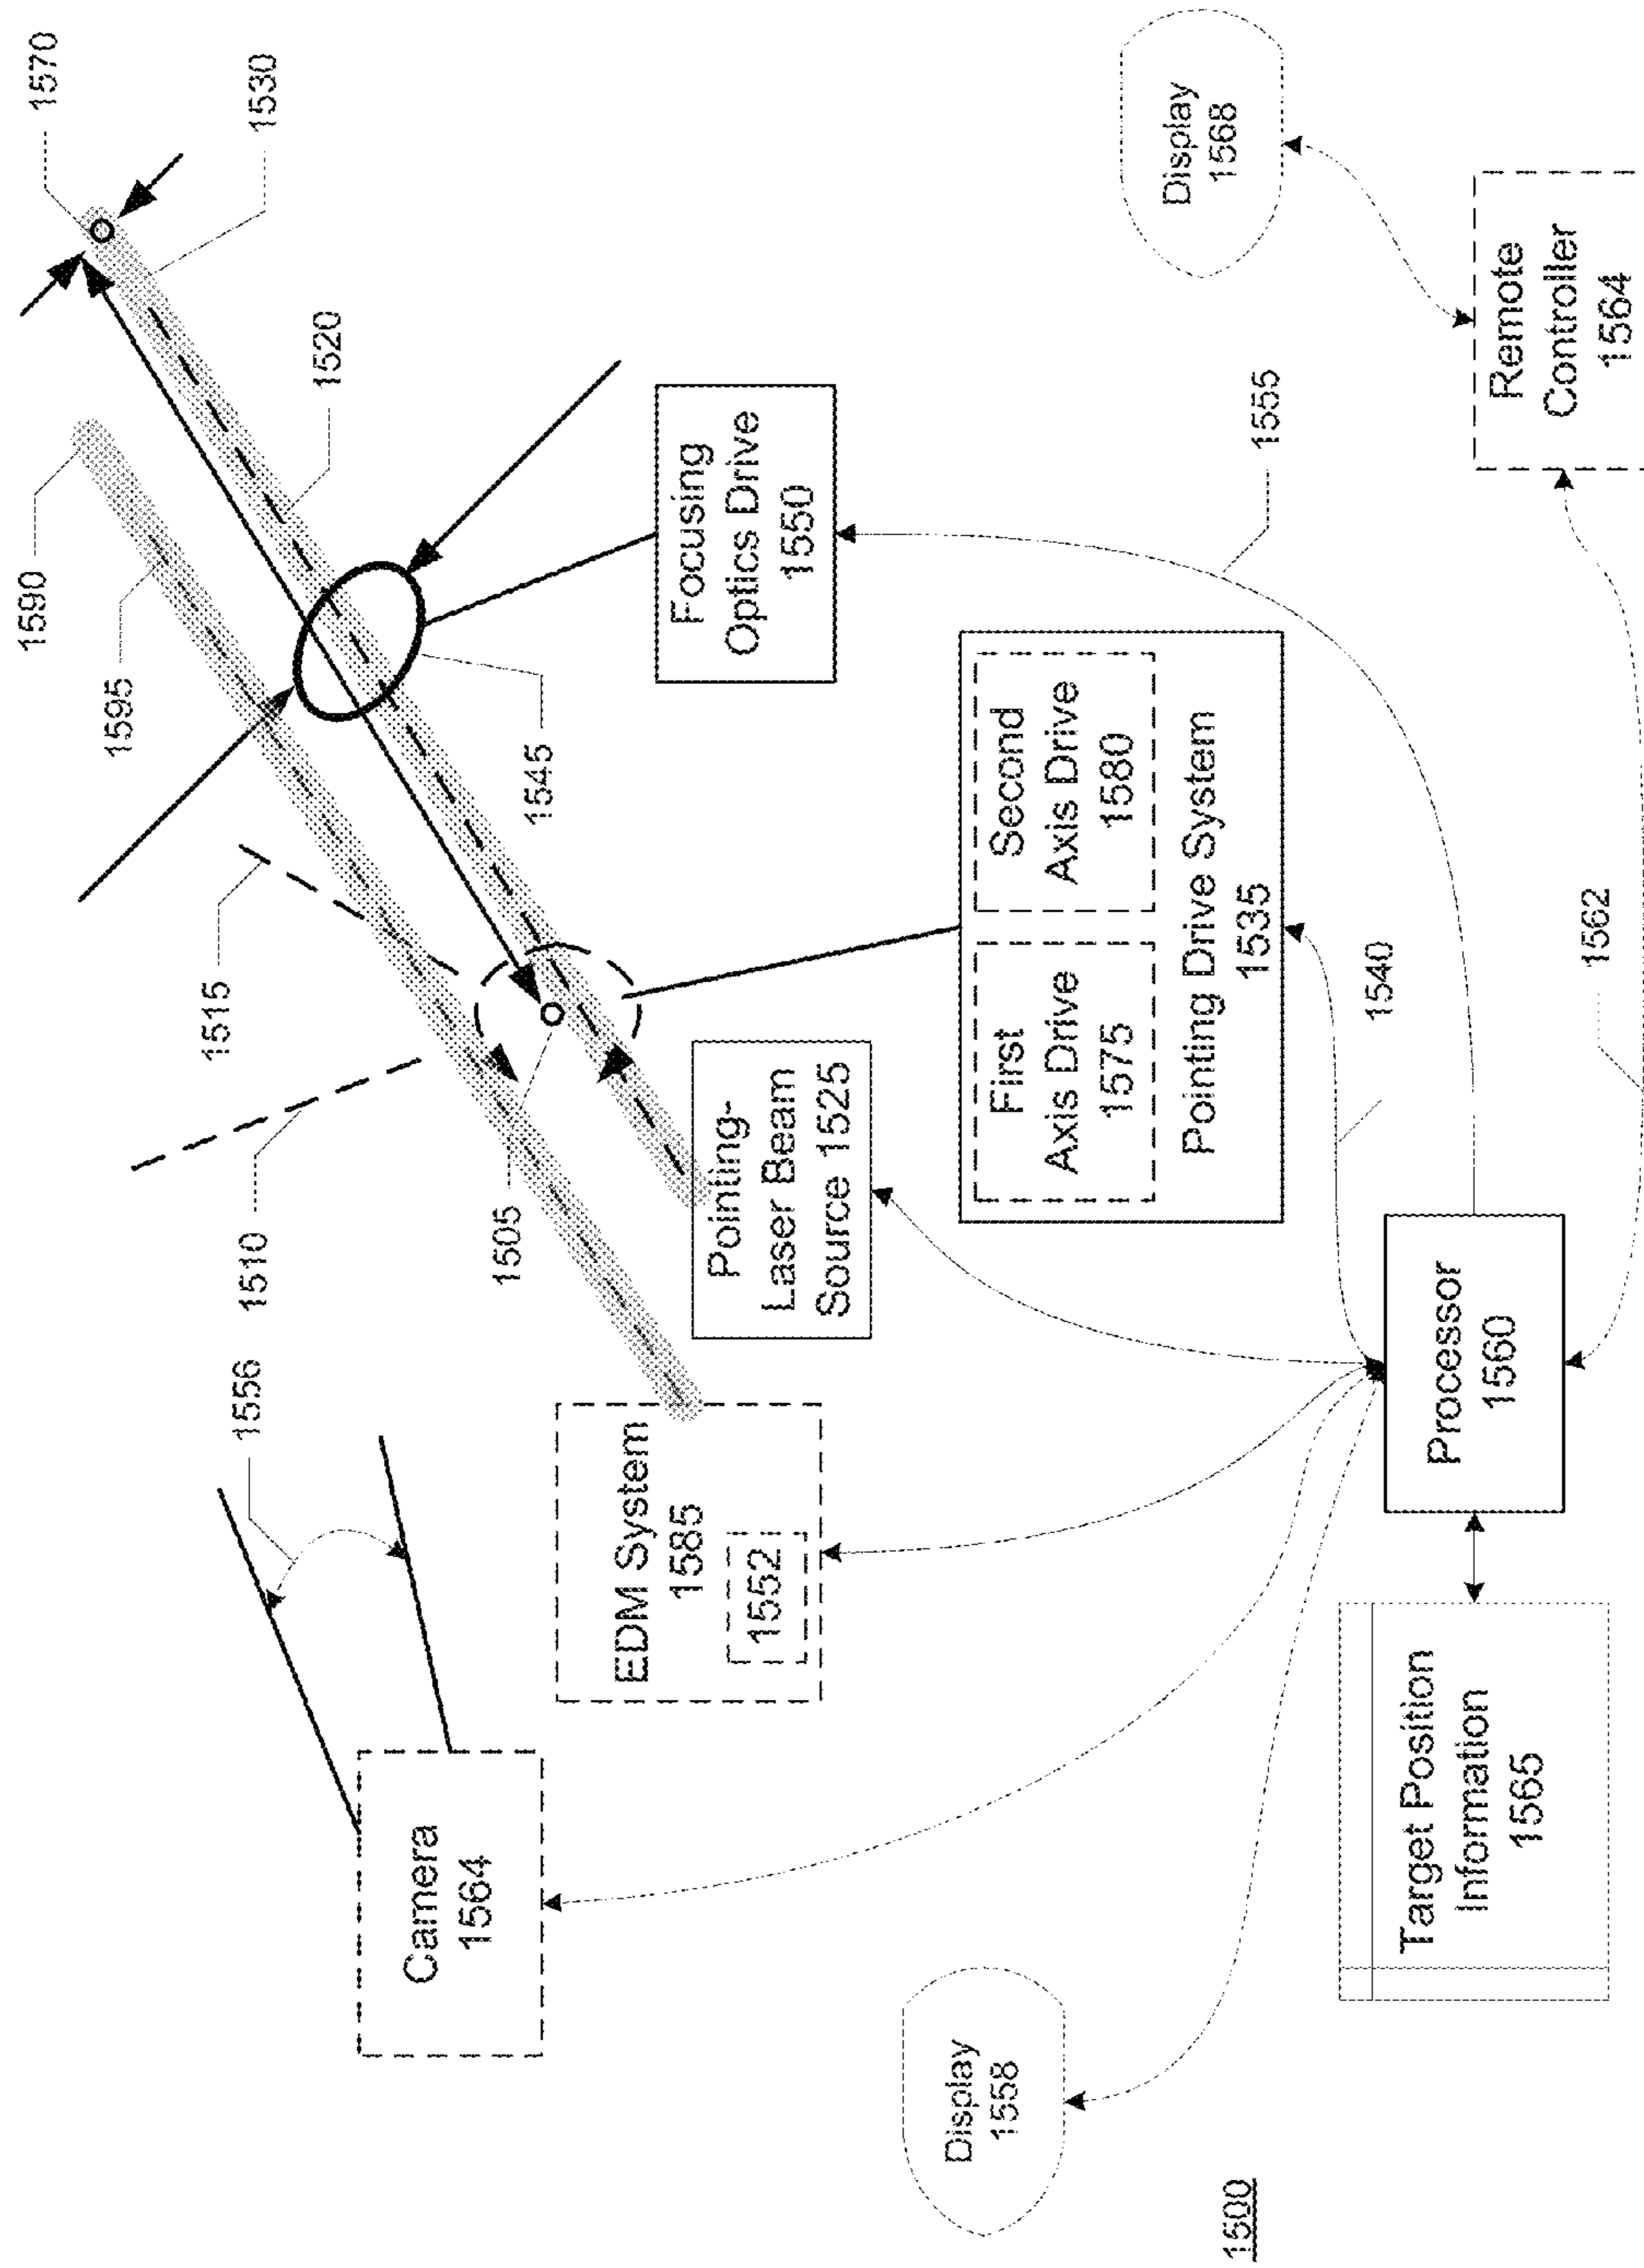 1570
1530
1590
1595
1520
1515
1510
1556
1505
1545
Focusing
Optics Drive
1550
Camera
1564
EDM System
1585
1552
Pointing-
Laser Beam
Source 1525
First
Axis Drive
1575
Second
Axis Drive
1580
Pointing Drive System
1535
1555
Display
1568
Display
1558
1540
1562
Target Position
Information
1565
Processor
1560
Remote
Controller
1564
1500